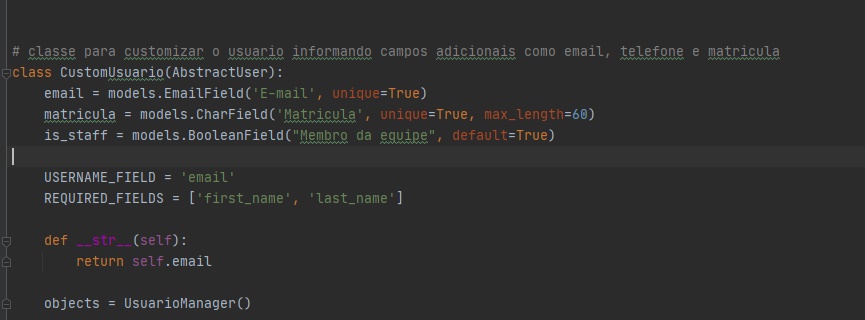 # classe para customizar o usuario informando campos adicionais como email, telefone e matricula
class CustomUsuario(AbstractUser):
    email = models.EmailField('E-mail', unique=True)
    matricula = models.CharField('Matricula', unique=True, max_length=60)
    is_staff = models.BooleanField("Membro da equipe", default=True)
    USERNAME_FIELD = 'email'
    REQUIRED_FIELDS = ['first_name', 'last_name']
    def __str__(self):
        return self.email
    objects = UsuarioManager()